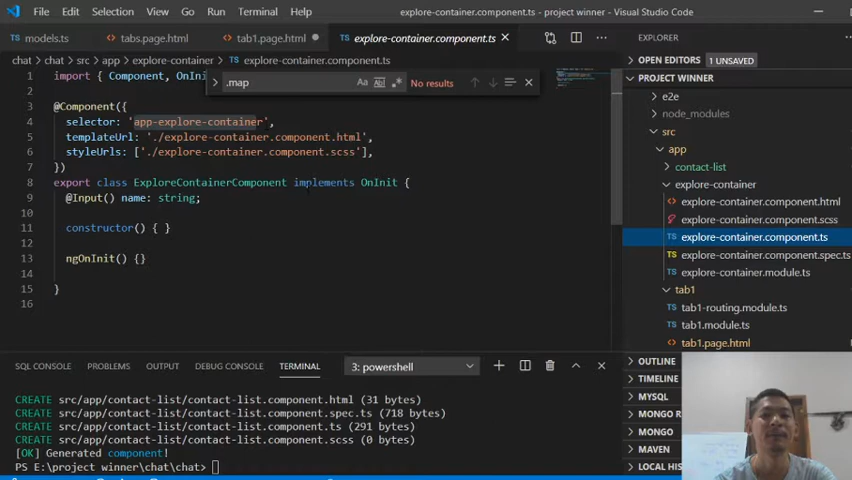 File Edit Selection View Go Run Terminal Help explore-container.component.ts - project winner - Visual Studio Code
models.ts tabs.page.html tab1.page.html explore-container.component.ts
chat > chat > src > app > explore-container > explore-container.component.ts
.map No results
1 import { Component, OnIn
2
3 @Component({
4 selector: 'app-explore-container',
5 templateUrl: './explore-container.component.html',
6 styleUrls: ['./explore-container.component.scss'],
7 })
8 export class ExploreContainerComponent implements OnInit {
9 @Input() name: string;
10
11 constructor() { }
12
13 ngOnInit() {}
14
15 }
16
EXPLORER
OPEN EDITORS 1 UNSAVED
PROJECT WINNER
e2e
node_modules
src
app
contact-list
explore-container
explore-container.component.html
explore-container.component.scss
explore-container.component.ts
explore-container.component.spec.ts
explore-container.module.ts
tab1
tab1-routing.module.ts
tab1.module.ts
tab1.page.html
OUTLINE
TIMELINE
MYSQL
MONGO R
MONGO
MAVEN
LOCAL HIS
SQL CONSOLE PROBLEMS OUTPUT DEBUG CONSOLE TERMINAL 3: powershell
CREATE src/app/contact-list/contact-list.component.html (31 bytes)
CREATE src/app/contact-list/contact-list.component.spec.ts (718 bytes)
CREATE src/app/contact-list/contact-list.component.ts (291 bytes)
CREATE src/app/contact-list/contact-list.component.scss (0 bytes)
[OK] Generated component!
PS E:\project winner\chat\chat>